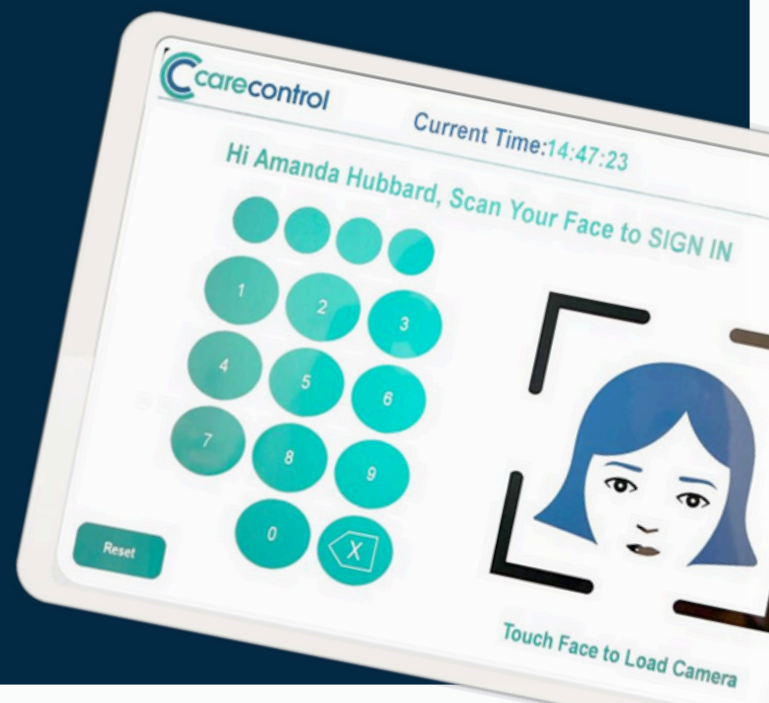 carecontrol
Current Time:14:47:23
Hi Amanda Hubbard, Scan Your Face to SIGN IN
1 2 3
4 5 6
7 8 9
0 X
Reset
Touch Face to Load Camera